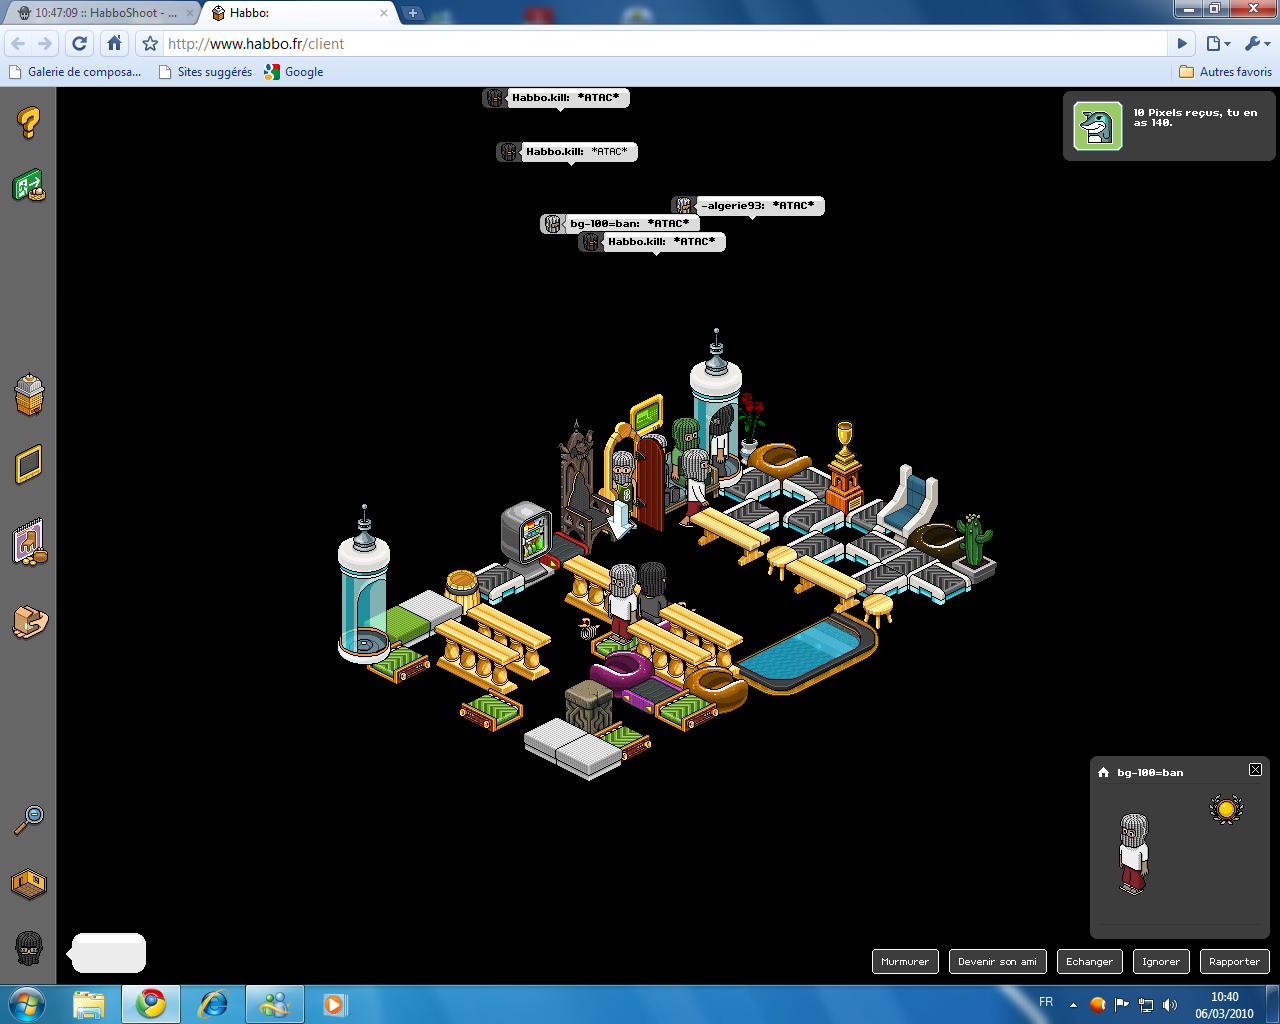 10:47:09 :: HabboShoot - ...
Habbo:
http://www.habbo.fr/client
Galerie de composa...
Sites suggérés
Google
Autres favoris
Habbo.kill: *ATAC*
10 Pixels reçus, tu en
as 140.
Habbo.kill: *ATAC*
-algerie93: *ATAC*
bg-100=ban: *ATAC*
Habbo.kill: *ATAC*
bg-100=ban
Murmurer
Devenir son ami
Echanger
Ignorer
Rapporter
FR
10:40
06/03/2010